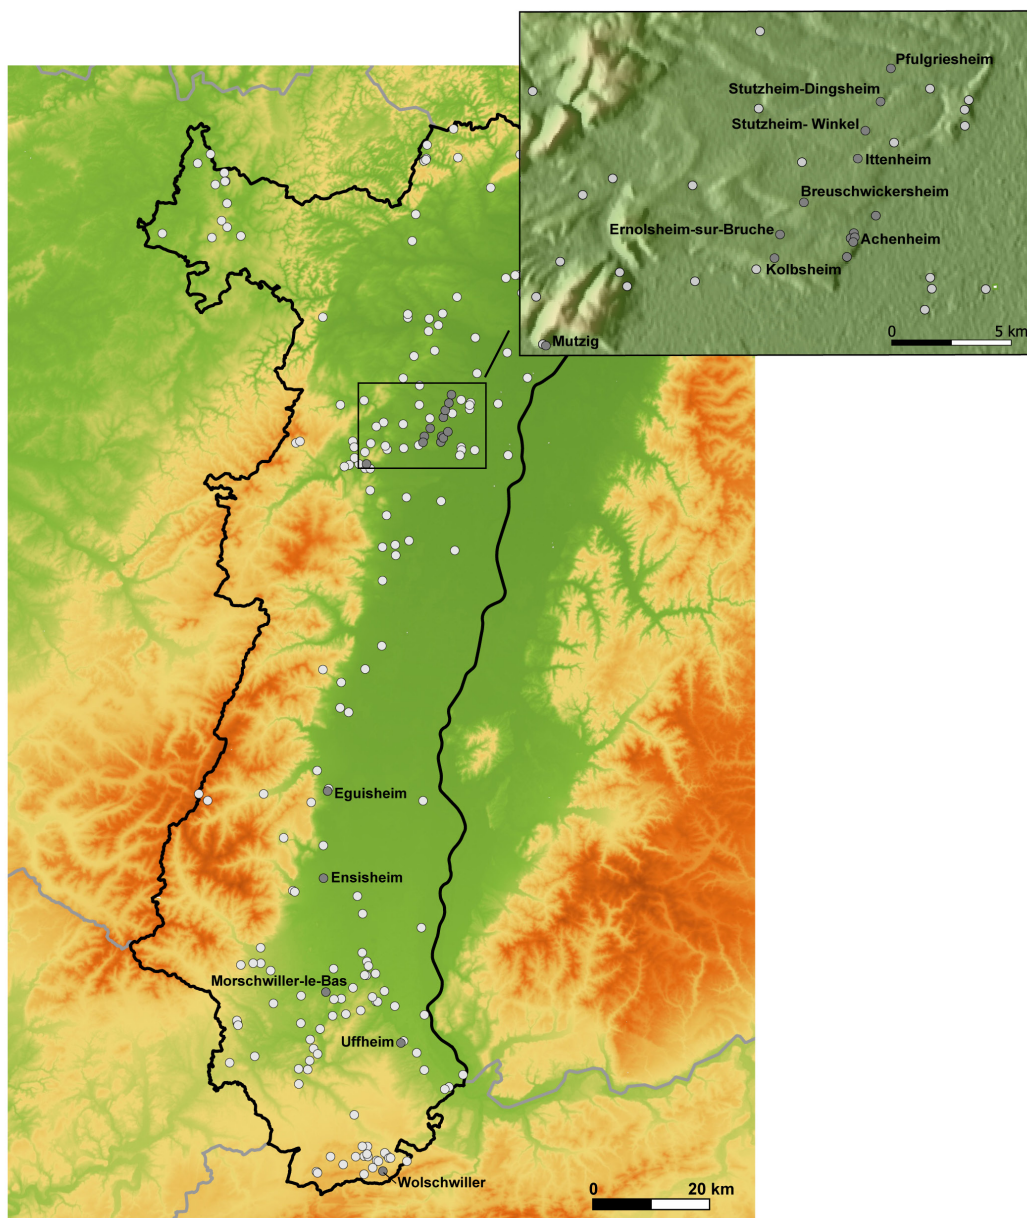 Pfulgriesheim
Stutzheim-Dingsheim
Stutzheim- Winkel
Ittenheim
Breuschwickersheim
Ernolsheim-sur-Bruche
Achenheim
Kolbsheim
0 5 km
Mutzig
Eguisheim
Ensisheim
Morschwiller-le-Bas
Uffheim
Wolschwiller
0 20 km